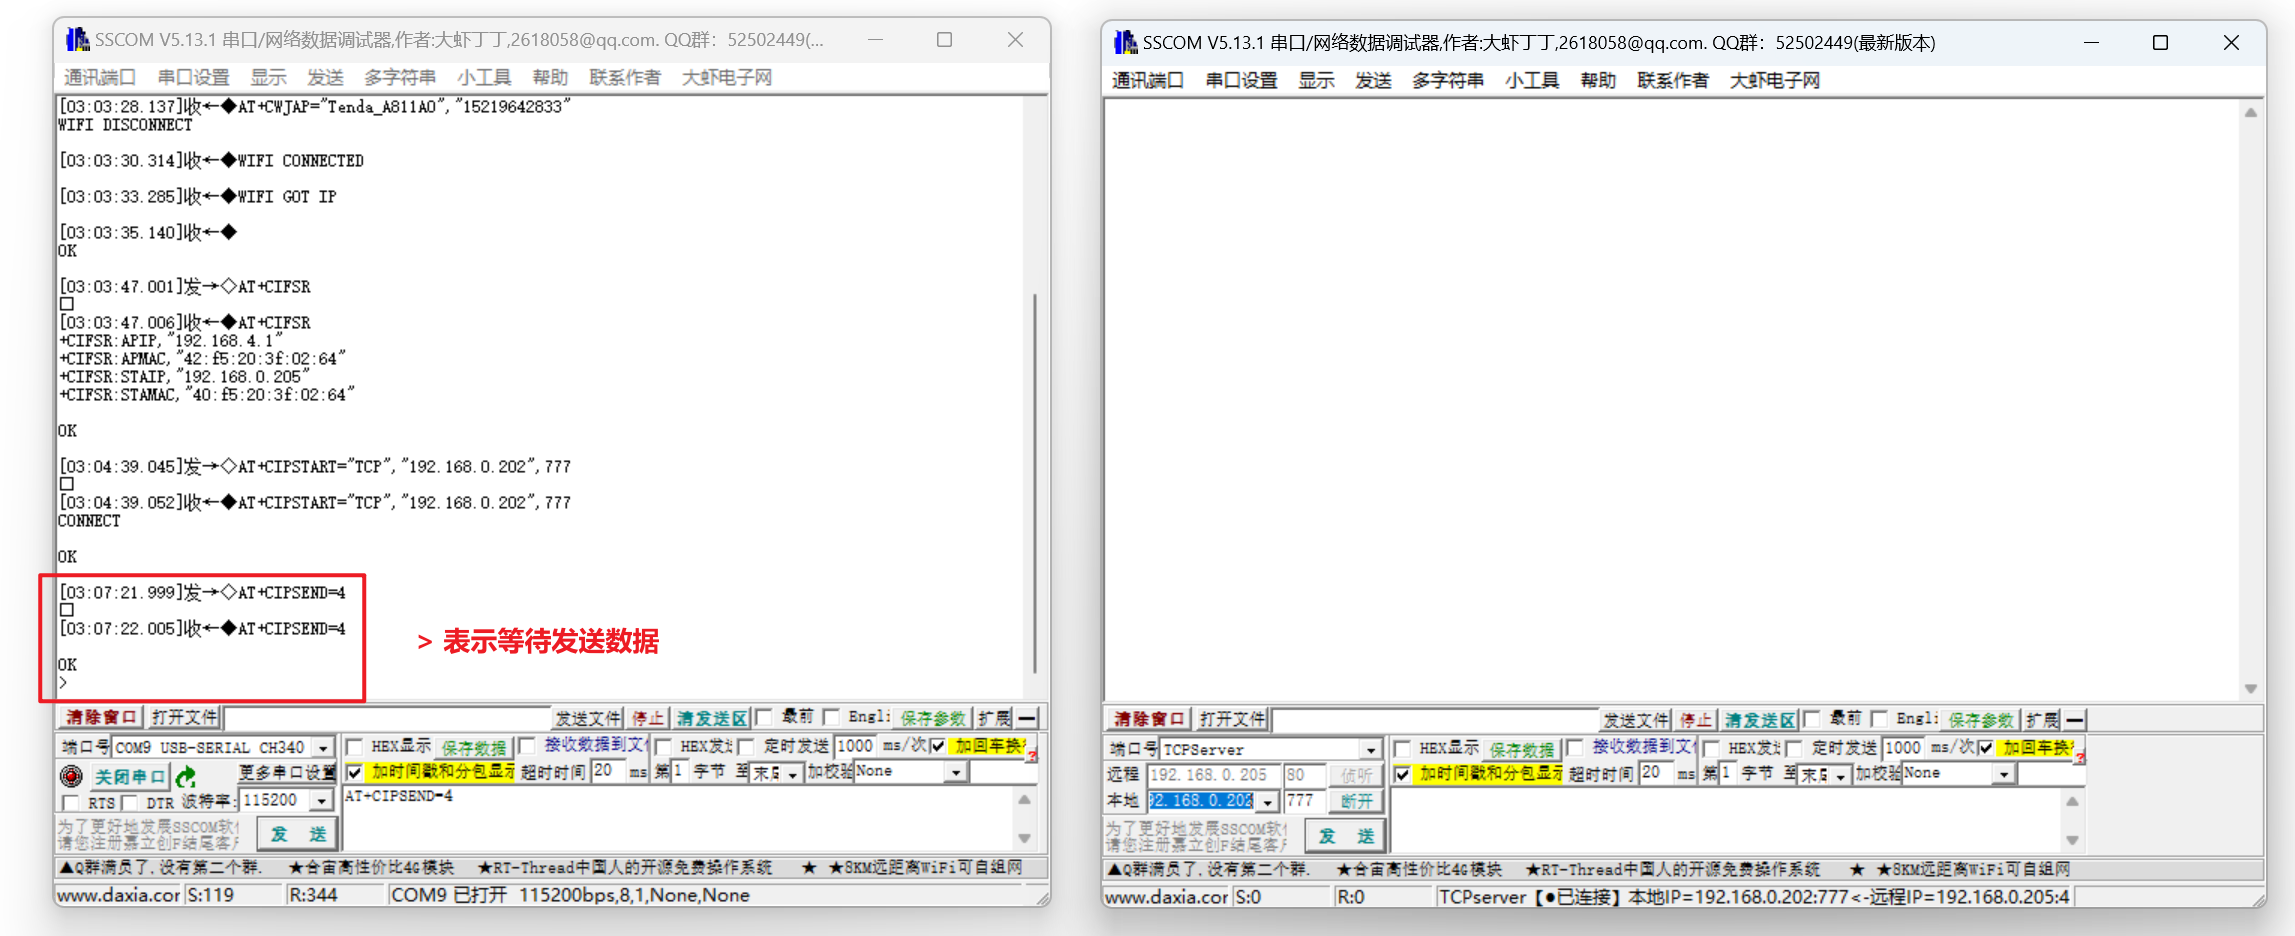 SSCOM V5.13.1 串口/网络数据调试器,作者:大虾丁丁,2618058@qq.com. QQ群: 52502449(...
通讯端口 串口设置 显示 发送 多字符串 小工具 帮助 联系作者 大虾电子网
[03:03:28.137]收←◆AT+CWJAP="Tenda_A811A0","15219642833"
WIFI DISCONNECT
[03:03:30.314]收←◆WIFI CONNECTED
[03:03:33.285]收←◆WIFI GOT IP
[03:03:35.140]收←◆
OK
[03:03:47.001]发→◇AT+CIFSR
□
[03:03:47.006]收←◆AT+CIFSR
+CIFSR:APIP,"192.168.4.1"
+CIFSR:APMAC,"42:f5:20:3f:02:64"
+CIFSR:STAIP,"192.168.0.205"
+CIFSR:STAMAC,"40:f5:20:3f:02:64"
OK
[03:04:39.045]发→◇AT+CIPSTART="TCP","192.168.0.202",777
□
[03:04:39.052]收←◆AT+CIPSTART="TCP","192.168.0.202",777
CONNECT
OK
[03:07:21.999]发→◇AT+CIPSEND=4
□
[03:07:22.005]收←◆AT+CIPSEND=4
OK
>
> 表示等待发送数据
清除窗口 打开文件 发送文件 停止 清发送区 最前 Engli 保存参数 扩展 —
端口号 COM9 USB-SERIAL CH340 HEX显示 保存数据 接收数据到文 HEX发 定时发送 1000 ms/次 加回车换
关闭串口 更多串口设置 加时间戳和分包显示 超时时间 20 ms 第1 字节 至 末 加校验 None
RTS DTR 波特率: 115200 AT+CIPSEND=4
为了更好地发展SSCOM软
请您注册嘉立创F结尾客
发 送
▲Q群满员了,没有第二个群. ★合宙高性价比4G模块 ★RT-Thread中国人的开源免费操作系统 ★ ★8KM远距离WiFi可自组网
www.daxia.cor S:119 R:344 COM9 已打开 115200bps,8,1,None,None
SSCOM V5.13.1 串口/网络数据调试器,作者:大虾丁丁,2618058@qq.com. QQ群: 52502449(最新版本)
通讯端口 串口设置 显示 发送 多字符串 小工具 帮助 联系作者 大虾电子网
清除窗口 打开文件 发送文件 停止 清发送区 最前 Engli 保存参数 扩展 —
端口号 TCPServer HEX显示 保存数据 接收数据到文 HEX发 定时发送 1000 ms/次 加回车换
远程 192.168.0.205 80 侦听 加时间戳和分包显示 超时时间 20 ms 第1 字节 至 末 加校验 None
本地 92.168.0.202 777 断开
为了更好地发展SSCOM软
请您注册嘉立创F结尾客
发 送
▲Q群满员了,没有第二个群. ★合宙高性价比4G模块 ★RT-Thread中国人的开源免费操作系统 ★ ★8KM远距离WiFi可自组网
www.daxia.cor S:0 R:0 TCPserver【●已连接】本地IP=192.168.0.202:777<-远程IP=192.168.0.205:4